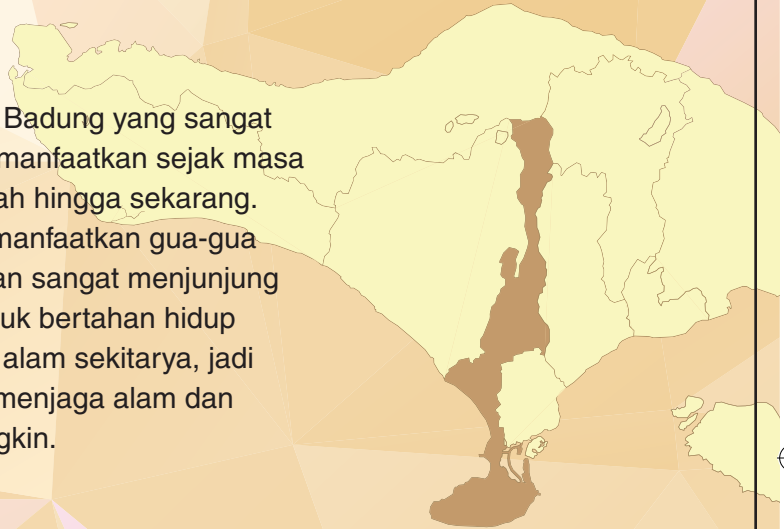 Badung yang sangat
manfaatkan sejak masa
ah hingga sekarang.
manfaatkan gua-gua
an sangat menjunjung
uk bertahan hidup
alam sekitarya, jadi
menjaga alam dan
gkin.